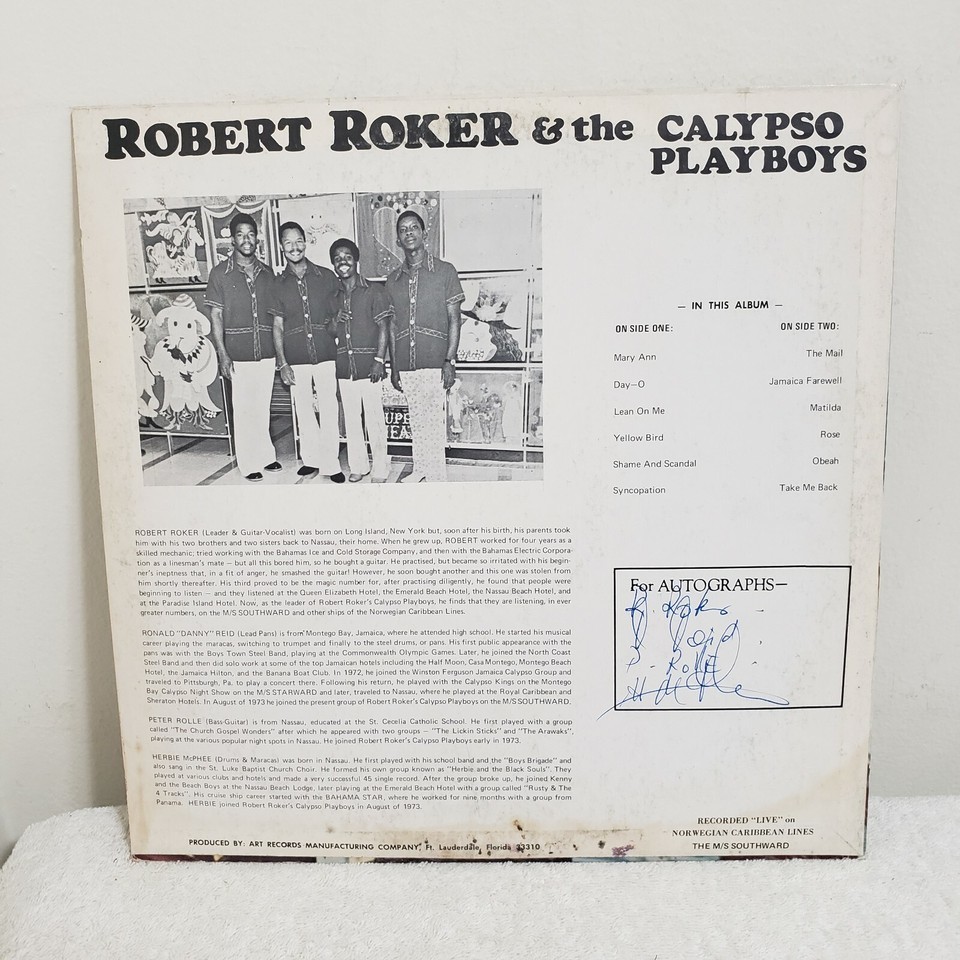 ROBERT ROKER & the CALYPSO
PLAYBOYS
— IN THIS ALBUM —
ON SIDE ONE: ON SIDE TWO:
Mary Ann The Mail
Day—O Jamaica Farewell
Lean On Me Matilda
Yellow Bird Rose
Shame And Scandal Obeah
Syncopation Take Me Back
ROBERT ROKER (Leader & Guitar-Vocalist) was born on Long Island, New York but, soon after his birth, his parents took
him with his two brothers and two sisters back to Nassau, their home. When he grew up, ROBERT worked for four years as a
skilled mechanic; tried working with the Bahamas Ice and Cold Storage Company, and then with the Bahamas Electric Corpora-
tion as a linesman's mate — but all this bored him, so he bought a guitar. He practised, but became so irritated with his begin-
ner's ineptness that, in a fit of anger, he smashed the guitar! However, he soon bought another and this one was stolen from
him shortly thereafter. His third proved to be the magic number for, after practising diligently, he found that people were
beginning to listen — and they listened at the Queen Elizabeth Hotel, the Emerald Beach Hotel, the Nassau Beach Hotel, and
at the Paradise Island Hotel. Now, as the leader of Robert Roker's Calypso Playboys, he finds that they are listening, in ever
greater numbers, on the M/S SOUTHWARD and other ships of the Norwegian Caribbean Lines.
RONALD "DANNY" REID (Lead Pans) is from Montego Bay, Jamaica, where he attended high school. He started his musical
career playing the maracas, switching to trumpet and finally to the steel drums, or pans. His first public appearance with the
pans was with the Boys Town Steel Band, playing at the Commonwealth Olympic Games. Later, he joined the North Coast
Steel Band and then did solo work at some of the top Jamaican hotels including the Half Moon, Casa Montego, Montego Beach
Hotel, the Jamaica Hilton, and the Banana Boat Club. In 1972, he joined the Winston Ferguson Jamaica Calypso Group and
traveled to Pittsburgh, Pa. to play a concert there. Following his return, he played with the Calypso Kings on the Montego
Bay Calypso Night Show on the M/S STARWARD and later, traveled to Nassau, where he played at the Royal Caribbean and
Sheraton Hotels. In August of 1973 he joined the present group of Robert Roker's Calypso Playboys on the M/S SOUTHWARD.
PETER ROLLE (Bass-Guitar) is from Nassau, educated at the St. Cecelia Catholic School. He first played with a group
called "The Church Gospel Wonders" after which he appeared with two groups — "The Lickin Sticks" and "The Arawaks",
playing at the various popular night spots in Nassau. He joined Robert Roker's Calypso Playboys early in 1973.
HERBIE McPHEE (Drums & Maracas) was born in Nassau. He first played with his school band and the "Boys Brigade" and
also sang in the St. Luke Baptist Church Choir. He formed his own group known as "Herbie and the Black Souls". They
played at various clubs and hotels and made a very successful 45 single record. After the group broke up, he joined Kenny
and the Beach Boys at the Nassau Beach Lodge, later playing at the Emerald Beach Hotel with a group called "Rusty & The
4 Tracks". His cruise ship career started with the BAHAMA STAR, where he worked for nine months with a group from
Panama. HERBIE joined Robert Roker's Calypso Playboys in August of 1973.
For AUTOGRAPHS—
R. Roker
P. Rolle
RECORDED "LIVE" on
NORWEGIAN CARIBBEAN LINES
THE M/S SOUTHWARD
PRODUCED BY: ART RECORDS MANUFACTURING COMPANY, Ft. Lauderdale, Florida 33310